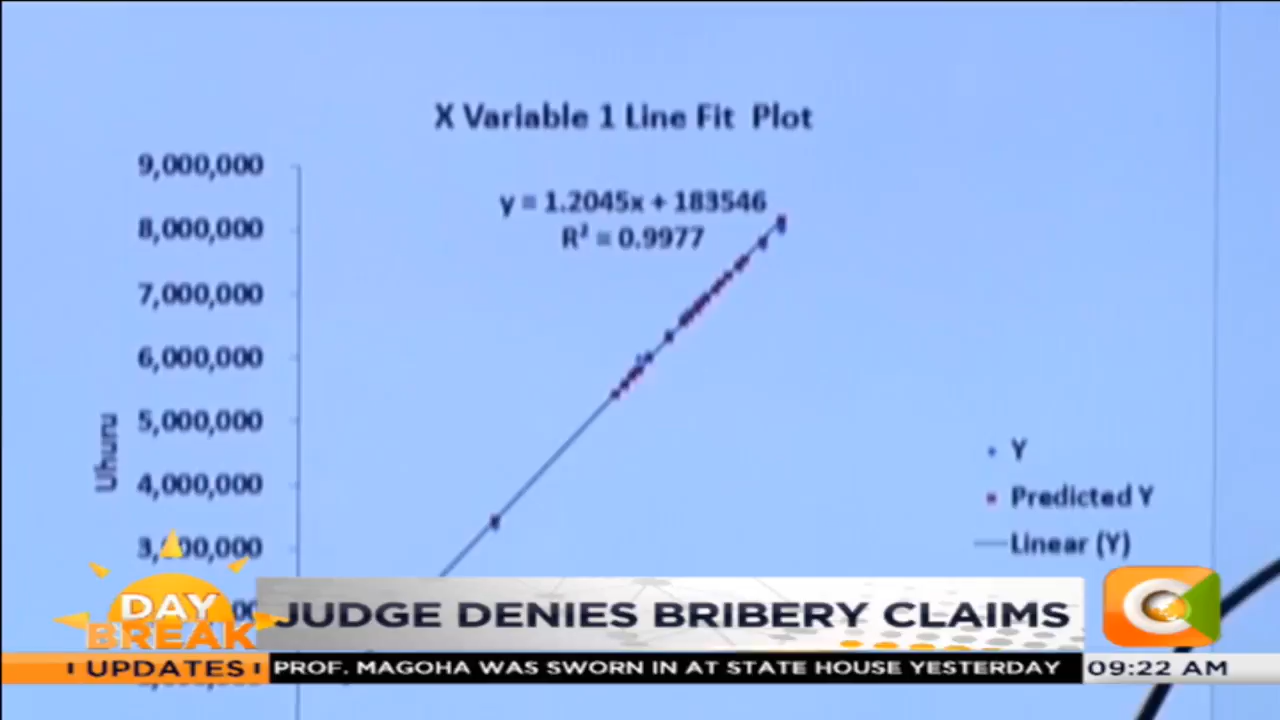 X Variable 1 Line Fit Plot
9,000,000
y = 1.2045x + 183546
8,000,000
R² = 0.9977
7,000,000
6,000,000
5,000,000
Uhuru
Y
4,000,000
Predicted Y
Linear (Y)
DAY
BREAK
JUDGE DENIES BRIBERY CLAIMS
UPDATES
PROF. MAGOHA WAS SWORN IN AT STATE HOUSE YESTERDAY
09:22 AM